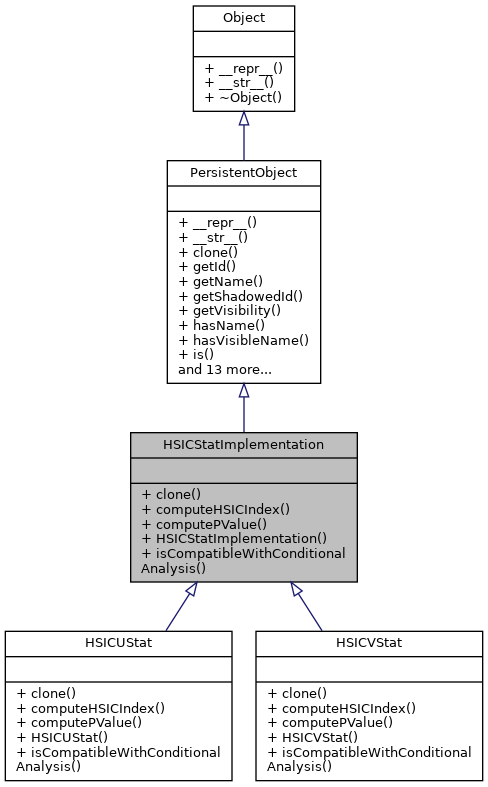 Object
+ __repr__()
+ __str__()
+ ~Object()
PersistentObject
+ __repr__()
+ __str__()
+ clone()
+ getId()
+ getName()
+ getShadowedId()
+ getVisibility()
+ hasName()
+ hasVisibleName()
+ is()
and 13 more...
HSICStatImplementation
+ clone()
+ computeHSICIndex()
+ computePValue()
+ HSICStatImplementation()
+ isCompatibleWithConditional
Analysis()
HSICUStat
+ clone()
+ computeHSICIndex()
+ computePValue()
+ HSICUStat()
+ isCompatibleWithConditional
Analysis()
HSICVStat
+ clone()
+ computeHSICIndex()
+ computePValue()
+ HSICVStat()
+ isCompatibleWithConditional
Analysis()